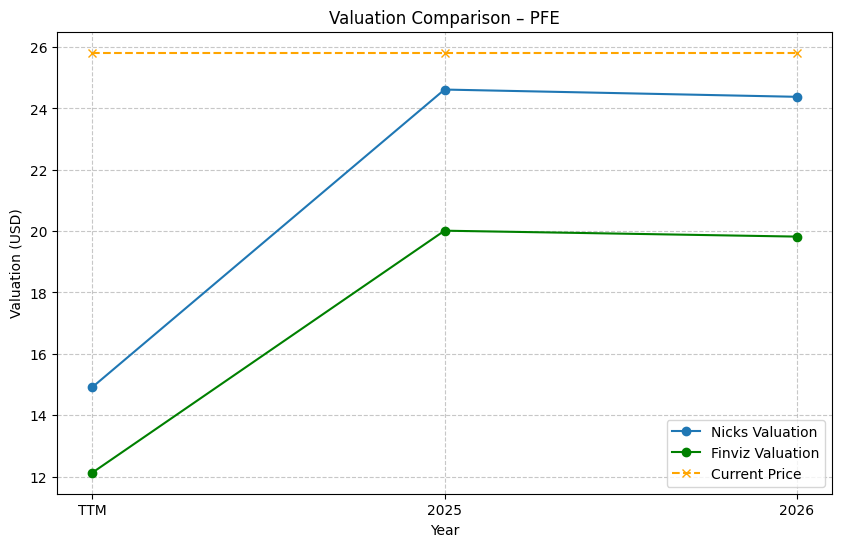 Valuation Comparison – PFE
Valuation (USD)
26
24
22
20
18
16
14
12
Nicks Valuation
Finviz Valuation
Current Price
TTM 2025 2026
Year